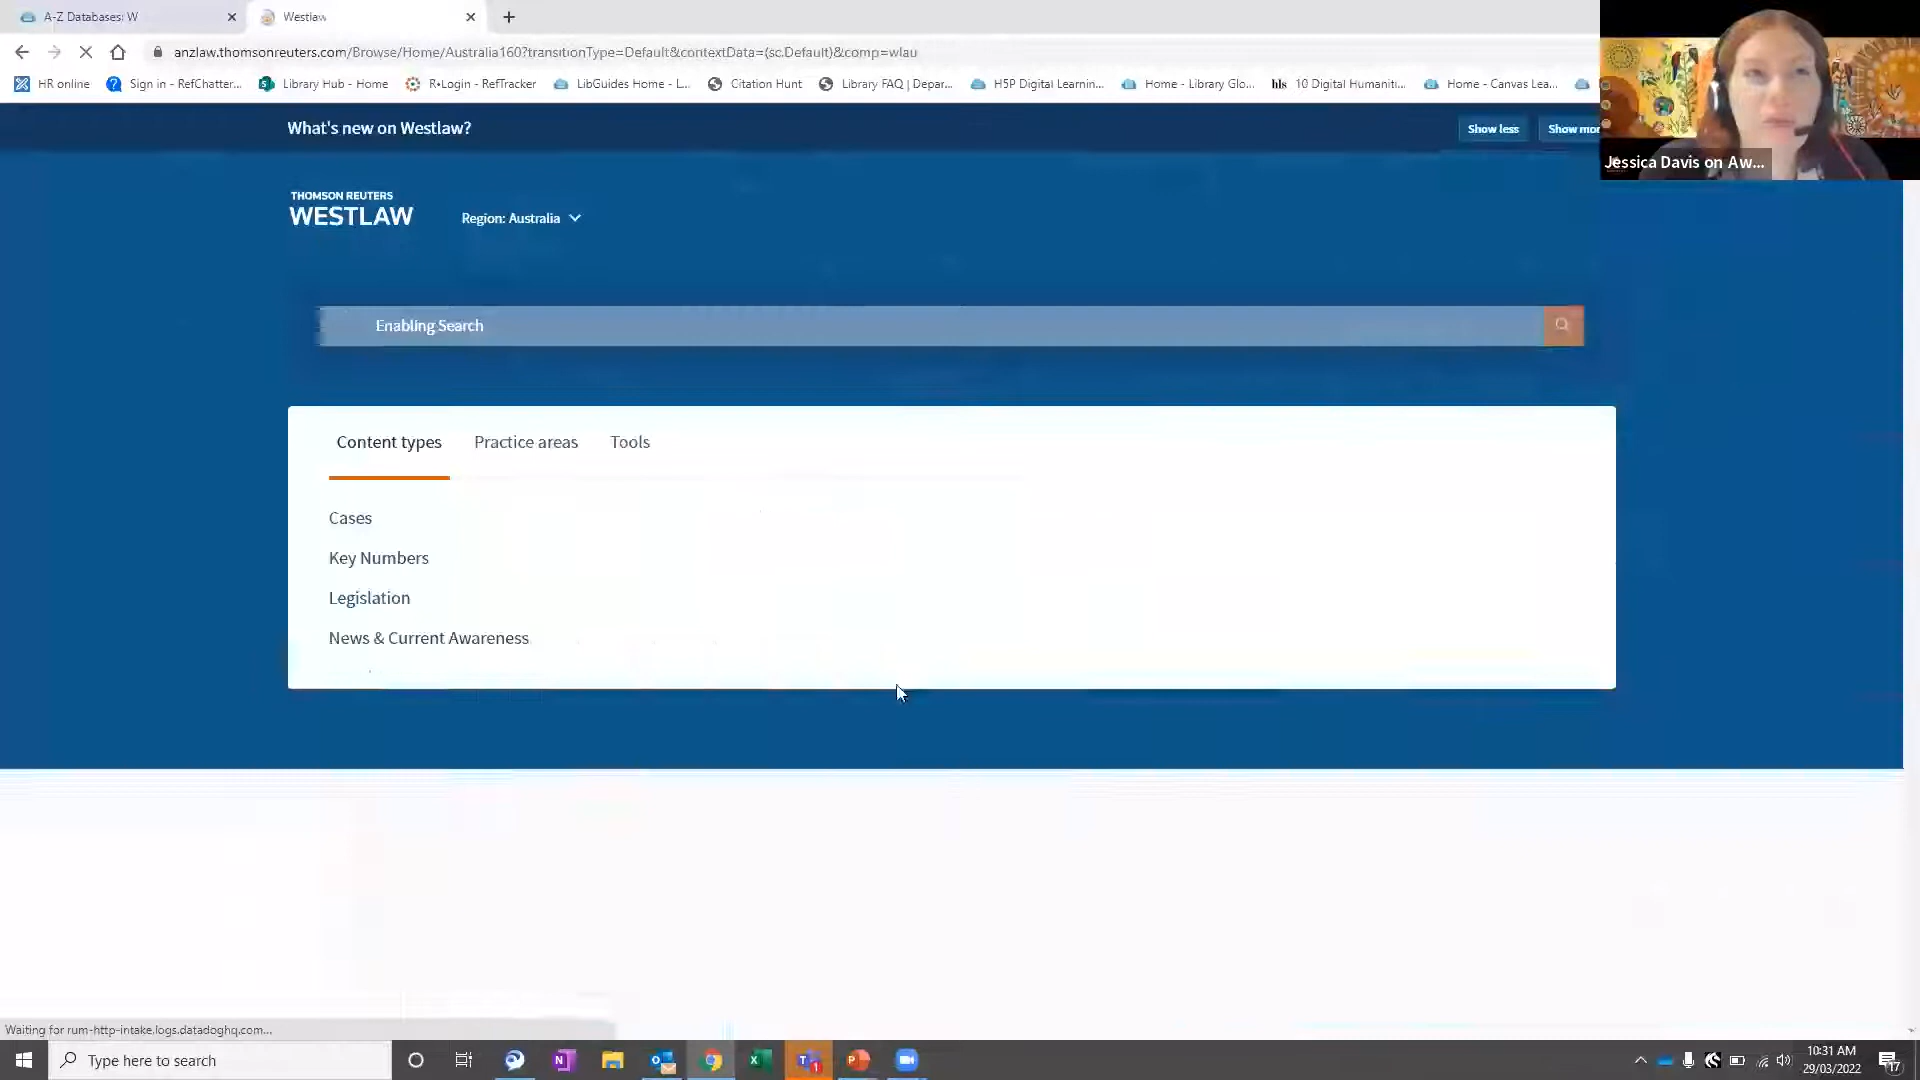 A-Z Databases: W
Westlaw
anzlaw.thomsonreuters.com/Browse/Home/Australia160?transitionType=Default&contextData=(sc.Default)&comp=wlau
HR online
Sign in - RefChatter...
Library Hub - Home
R•Login - RefTracker
LibGuides Home - L...
Citation Hunt
Library FAQ | Depar...
H5P Digital Learnin...
Home - Library Glo...
hls 10 Digital Humaniti...
Home - Canvas Lea...
What's new on Westlaw?
Show less
Show mor
Jessica Davis on Aw...
THOMSON REUTERS
WESTLAW
Region: Australia
Enabling Search
Content types
Practice areas
Tools
Cases
Key Numbers
Legislation
News & Current Awareness
Waiting for rum-http-intake.logs.datadoghq.com...
Type here to search
10:31 AM
29/03/2022
17